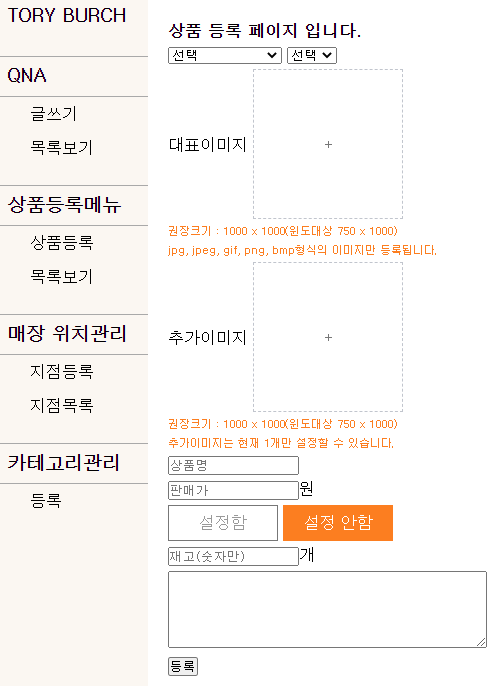 TORY BURCH
QNA
글쓰기
목록보기
상품등록메뉴
상품등록
목록보기
매장 위치관리
지점등록
지점목록
카테고리관리
등록
상품 등록 페이지 입니다.
선택 선택
대표이미지 +
권장크기 : 1000 x 1000(윈도대상 750 x 1000)
jpg, jpeg, gif, png, bmp형식의 이미지만 등록됩니다.
추가이미지 +
권장크기 : 1000 x 1000(윈도대상 750 x 1000)
추가이미지는 현재 1개만 설정할 수 있습니다.
상품명
판매가 원
설정함 설정 안함
재고(숫자만) 개
등록